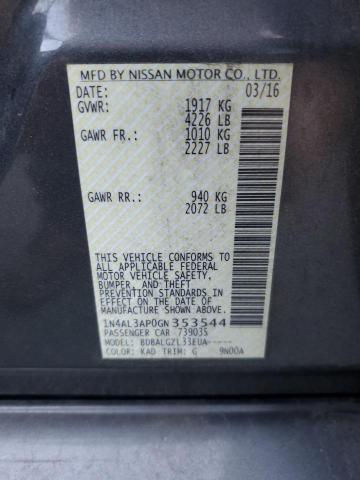 MFD BY NISSAN MOTOR CO., LTD.
DATE: 03/16
GVWR: 1917 KG
4226 LB
GAWR FR.: 1010 KG
2227 LB
GAWR RR.: 940 KG
2072 LB
THIS VEHICLE CONFORMS TO ALL
APPLICABLE FEDERAL
MOTOR VEHICLE SAFETY,
BUMPER, AND THEFT
PREVENTION STANDARDS
IN EFFECT ON THE DATE OF
MANUFACTURE SHOWN ABOVE.
1N4AL3AP0GN353544
PASSENGER CAR 73903S
MODEL: BDBALGZL33EUA-----
COLOR: KAD TRIM: G 9N00A